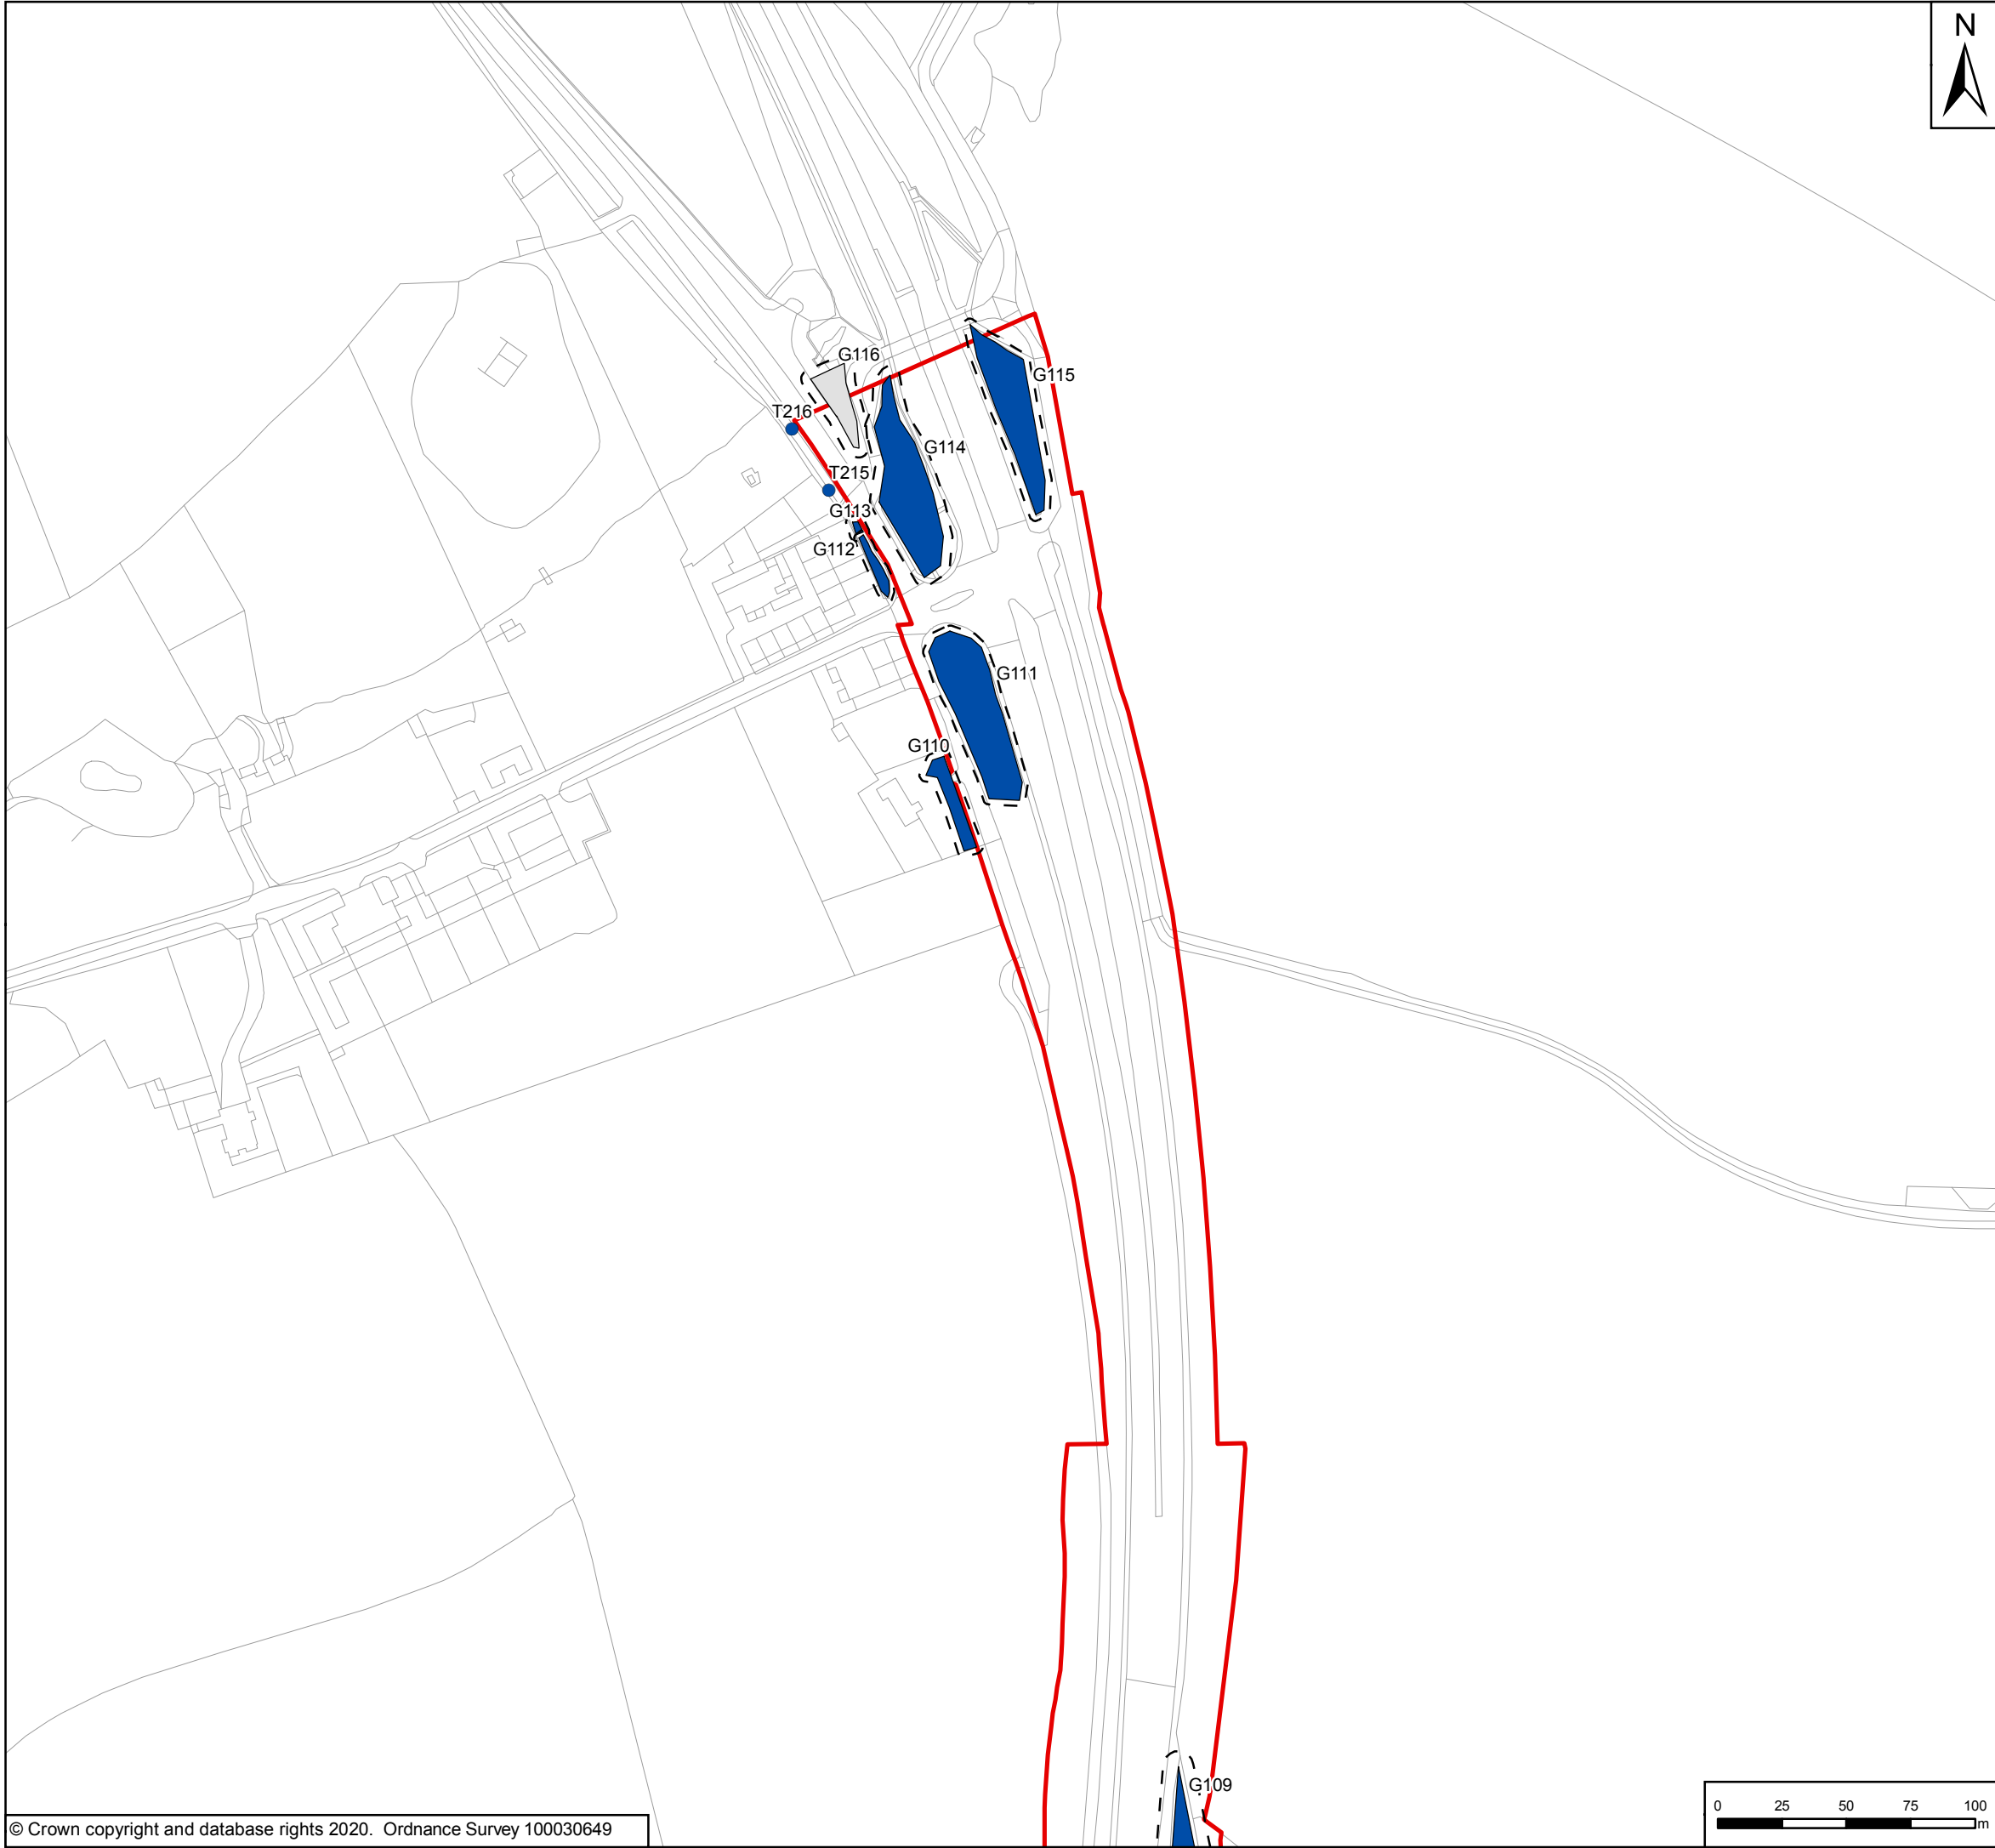 N
G116
G115
T216
G114
T215
G113
G112
G111
G110
G109
0 25 50 75 100
m
© Crown copyright and database rights 2020. Ordnance Survey 100030649